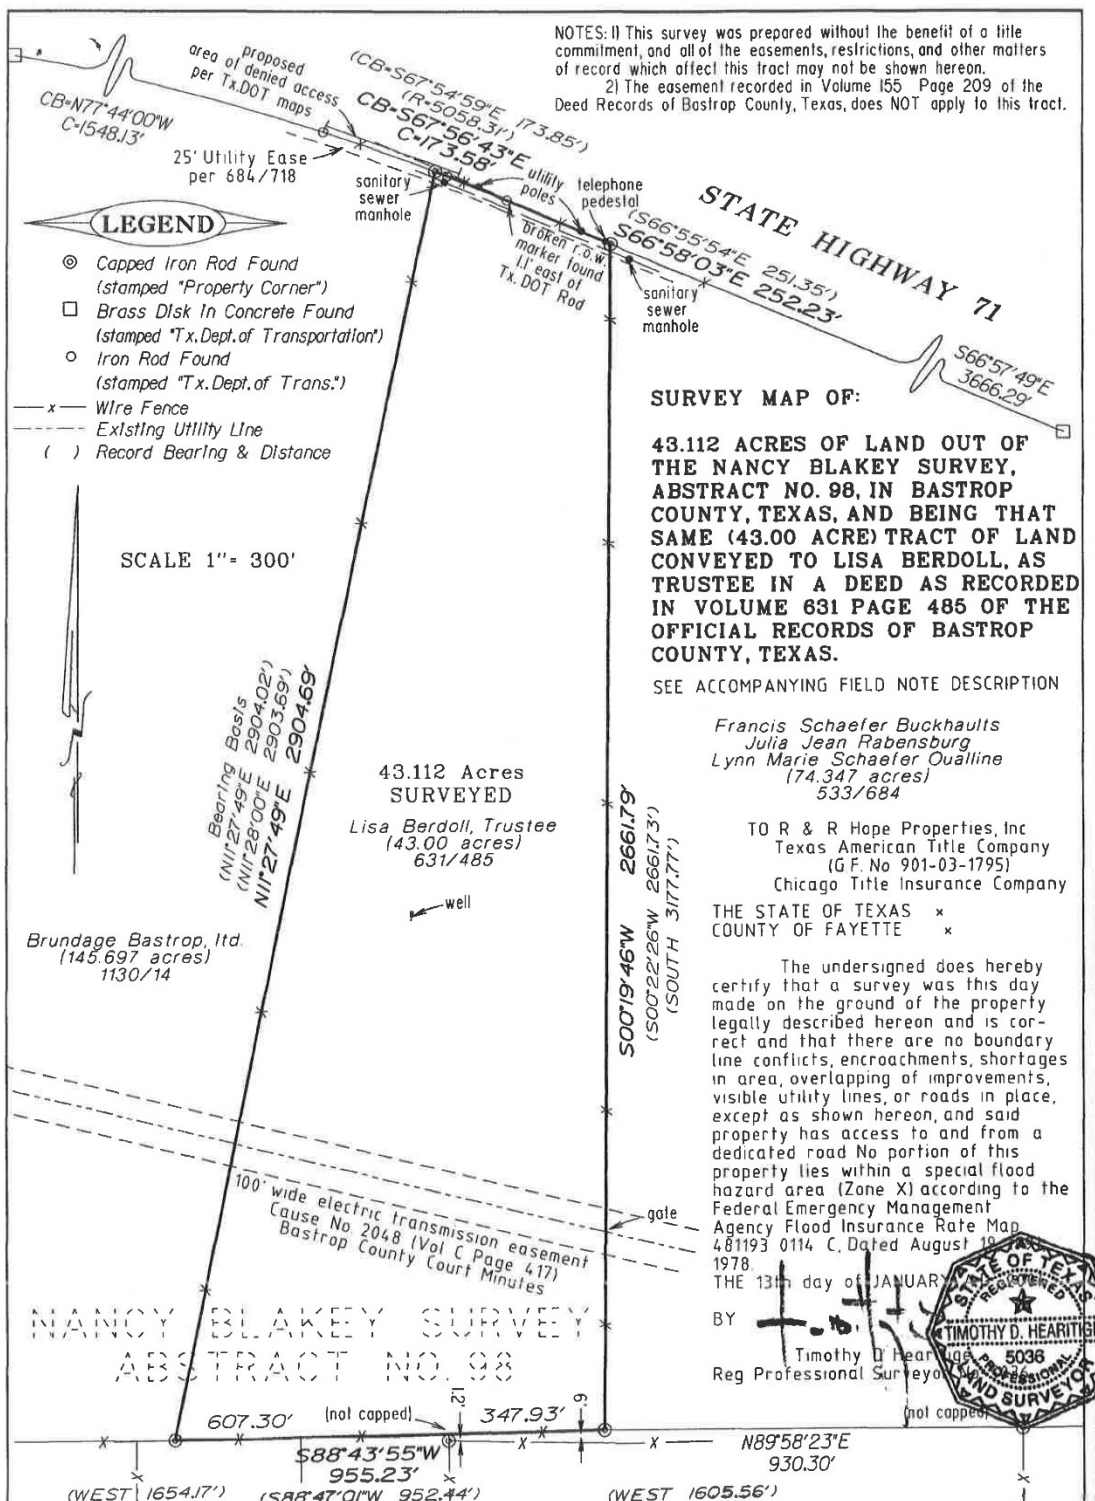 NOTES: 1) This survey was prepared without the benefit of a title
commitment, and all of the easements, restrictions, and other matters
of record which affect this tract may not be shown hereon.
2) The easement recorded in Volume 155 Page 209 of the
Deed Records of Bastrop County, Texas, does NOT apply to this tract.
CB=N77°44'00"W
C=1548.13'
proposed
area of denied access
per Tx.DOT maps
(CB=S67°54'59"E 173.85')
(R=5058.31')
CB=S67°56'43"E
C=173.58'
25' Utility Ease
per 684/718
sanitary
sewer
manhole
utility
poles
telephone
pedestal
broken r.o.w.
marker found
1.1' east of
Tx.DOT Rod
(S66°55'54"E 251.35')
S66°58'03"E 252.23'
sanitary
sewer
manhole
STATE HIGHWAY 71
S66°57'49"E
3666.29'
LEGEND
Capped Iron Rod Found
(stamped "Property Corner")
Brass Disk in Concrete Found
(stamped "Tx.Dept.of Transportation")
Iron Rod Found
(stamped "Tx.Dept.of Trans.")
x Wire Fence
Existing Utility Line
( ) Record Bearing & Distance
SCALE 1"= 300'
SURVEY MAP OF:
43.112 ACRES OF LAND OUT OF
THE NANCY BLAKEY SURVEY,
ABSTRACT NO. 98, IN BASTROP
COUNTY, TEXAS, AND BEING THAT
SAME (43.00 ACRE) TRACT OF LAND
CONVEYED TO LISA BERDOLL, AS
TRUSTEE IN A DEED AS RECORDED
IN VOLUME 631 PAGE 485 OF THE
OFFICIAL RECORDS OF BASTROP
COUNTY, TEXAS.
SEE ACCOMPANYING FIELD NOTE DESCRIPTION
Bearing Basis
(N11°27'49"E 2904.02')
(N11°28'00"E 2903.69')
N11°27'49"E 2904.69'
43.112 Acres
SURVEYED
Lisa Berdoll, Trustee
(43.00 acres)
631/485
well
Brundage Bastrop, ltd.
(145.697 acres)
1130/14
S00°19'46"W 2661.79'
(S00°22'26"W 2661.73')
(SOUTH 3177.77')
Francis Schaefer Buckhaults
Julia Jean Rabensburg
Lynn Marie Schaefer Oualline
(74.347 acres)
533/684
TO R & R Hope Properties, Inc
Texas American Title Company
(G F. No 901-03-1795)
Chicago Title Insurance Company
THE STATE OF TEXAS x
COUNTY OF FAYETTE x
The undersigned does hereby
certify that a survey was this day
made on the ground of the property
legally described hereon and is cor-
rect and that there are no boundary
line conflicts, encroachments, shortages
in area, overlapping of improvements,
visible utility lines, or roads in place,
except as shown hereon, and said
property has access to and from a
dedicated road No portion of this
property lies within a special flood
hazard area (Zone X) according to the
Federal Emergency Management
Agency Flood Insurance Rate Map
481193 0114 C, Dated August 19
1978.
THE 13th day of JANUARY
BY
Timothy D Hearitige
Reg Professional Surveyor
STATE OF TEXAS
REGISTERED
TIMOTHY D. HEARITIGE
5036
PROFESSIONAL
LAND SURVEYOR
gate
100' wide electric transmission easement
Cause No 2048 (Vol C Page 417)
Bastrop County Court Minutes
NANCY BLAKEY SURVEY
ABSTRACT NO. 98
607.30'
(not capped)
1.2'
347.93'
.6'
(not capped)
S88°43'55"W
955.23'
N89°58'23"E
930.30'
(WEST 1654.17')
(S88°47'01"W 952.44')
(WEST 1605.56')